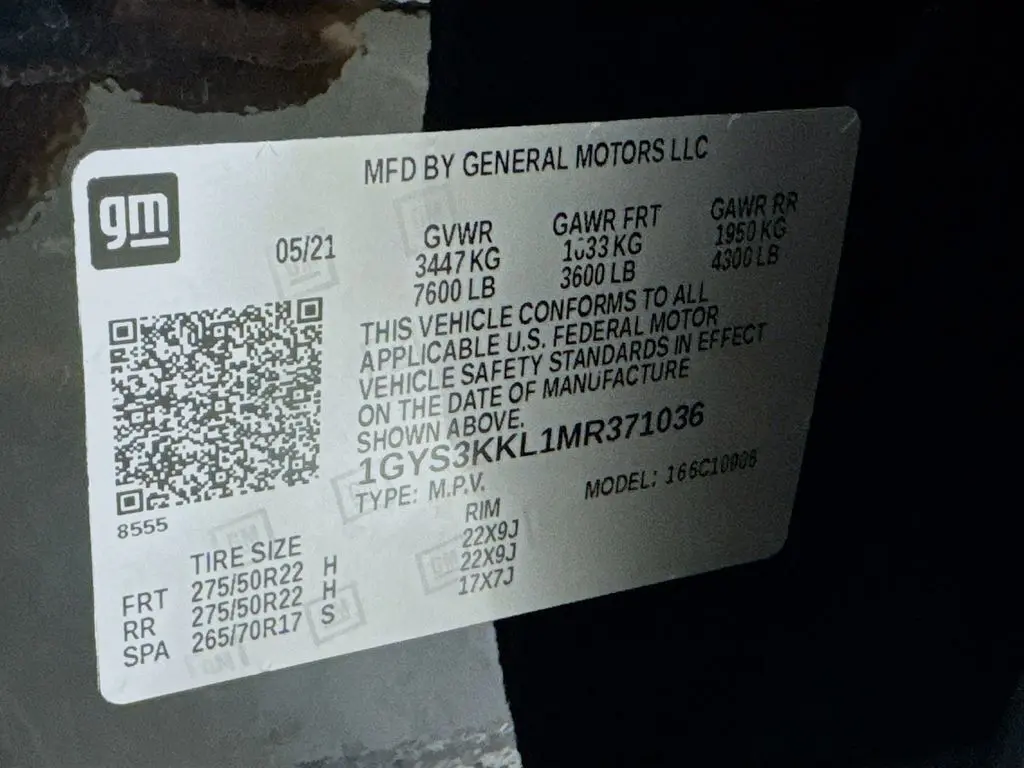 gm
MFD BY GENERAL MOTORS LLC
05/21
GVWR GAWR FRT GAWR RR
3447 KG 1633 KG 1950 KG
7600 LB 3600 LB 4300 LB
THIS VEHICLE CONFORMS TO ALL
APPLICABLE U.S. FEDERAL MOTOR
VEHICLE SAFETY STANDARDS IN EFFECT
ON THE DATE OF MANUFACTURE
SHOWN ABOVE.
1GYS3KKL1MR371036
TYPE: M.P.V. MODEL:
8555
TIRE SIZE RIM
FRT 275/50R22 H 22X9J
RR 275/50R22 H 22X9J
SPA 265/70R17 S 17X7J